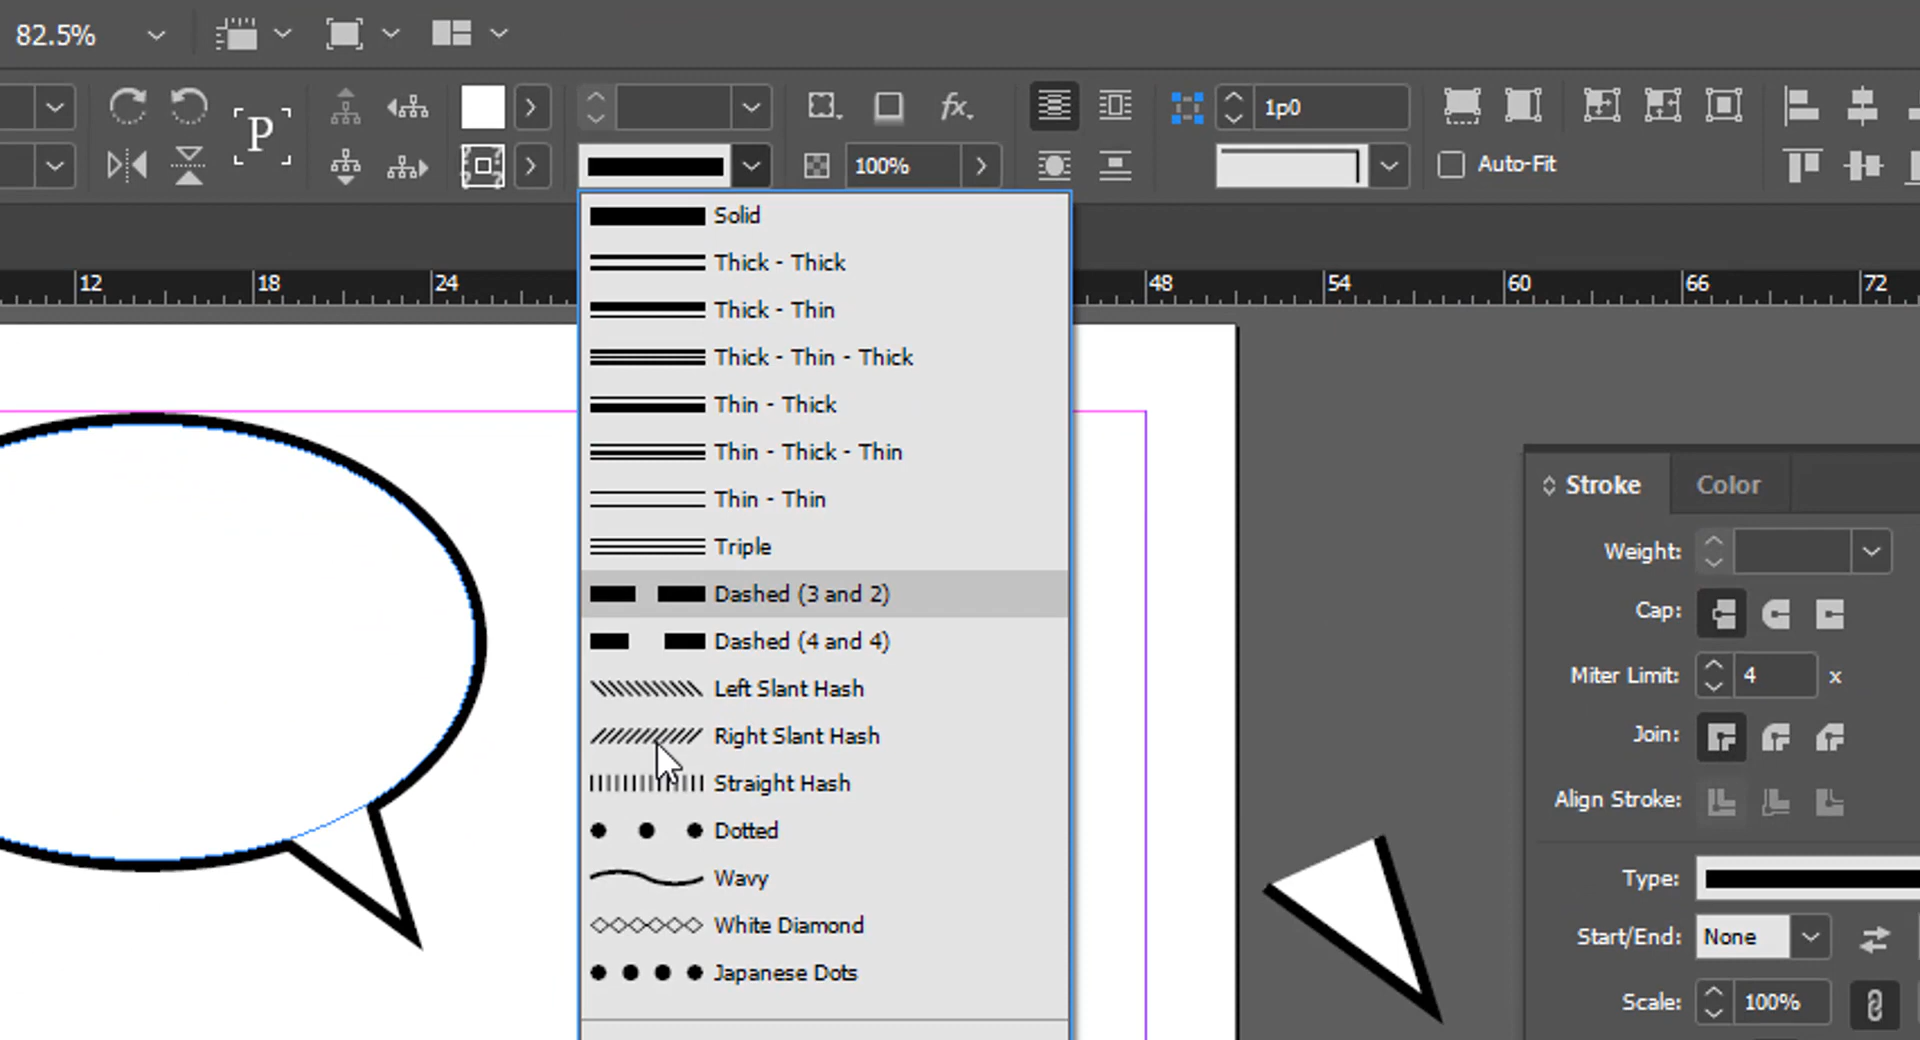 82.5%
P
fx.
1p0
100%
Auto-Fit
12 18 24 48 54 60 66 72
Solid
Thick - Thick
Thick - Thin
Thick - Thin - Thick
Thin - Thick
Thin - Thick - Thin
Thin - Thin
Triple
Dashed (3 and 2)
Dashed (4 and 4)
Left Slant Hash
Right Slant Hash
Straight Hash
Dotted
Wavy
White Diamond
Japanese Dots
Stroke Color
Weight:
Cap:
Miter Limit: 4 x
Join:
Align Stroke:
Type:
Start/End: None
Scale: 100%